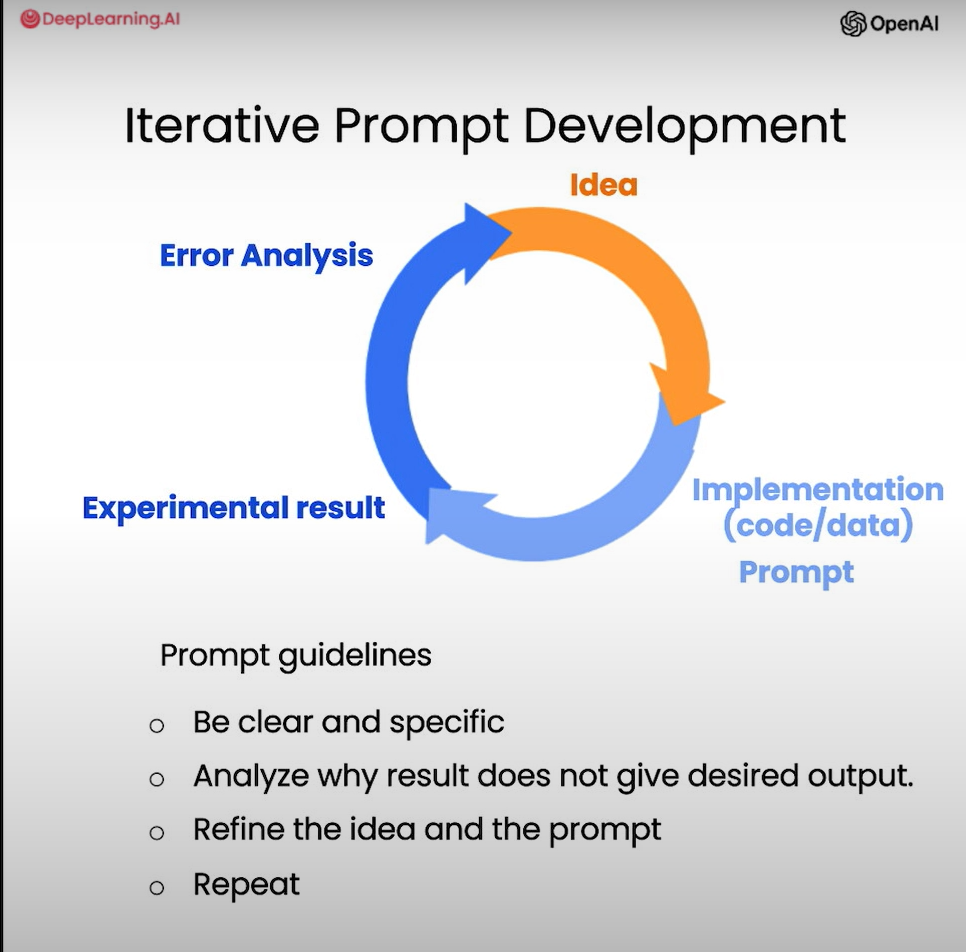 DeepLearning.AI
OpenAI
Iterative Prompt Development
Idea
Error Analysis
Experimental result
Implementation
(code/data)
Prompt
Prompt guidelines
Be clear and specific
Analyze why result does not give desired output.
Refine the idea and the prompt
Repeat